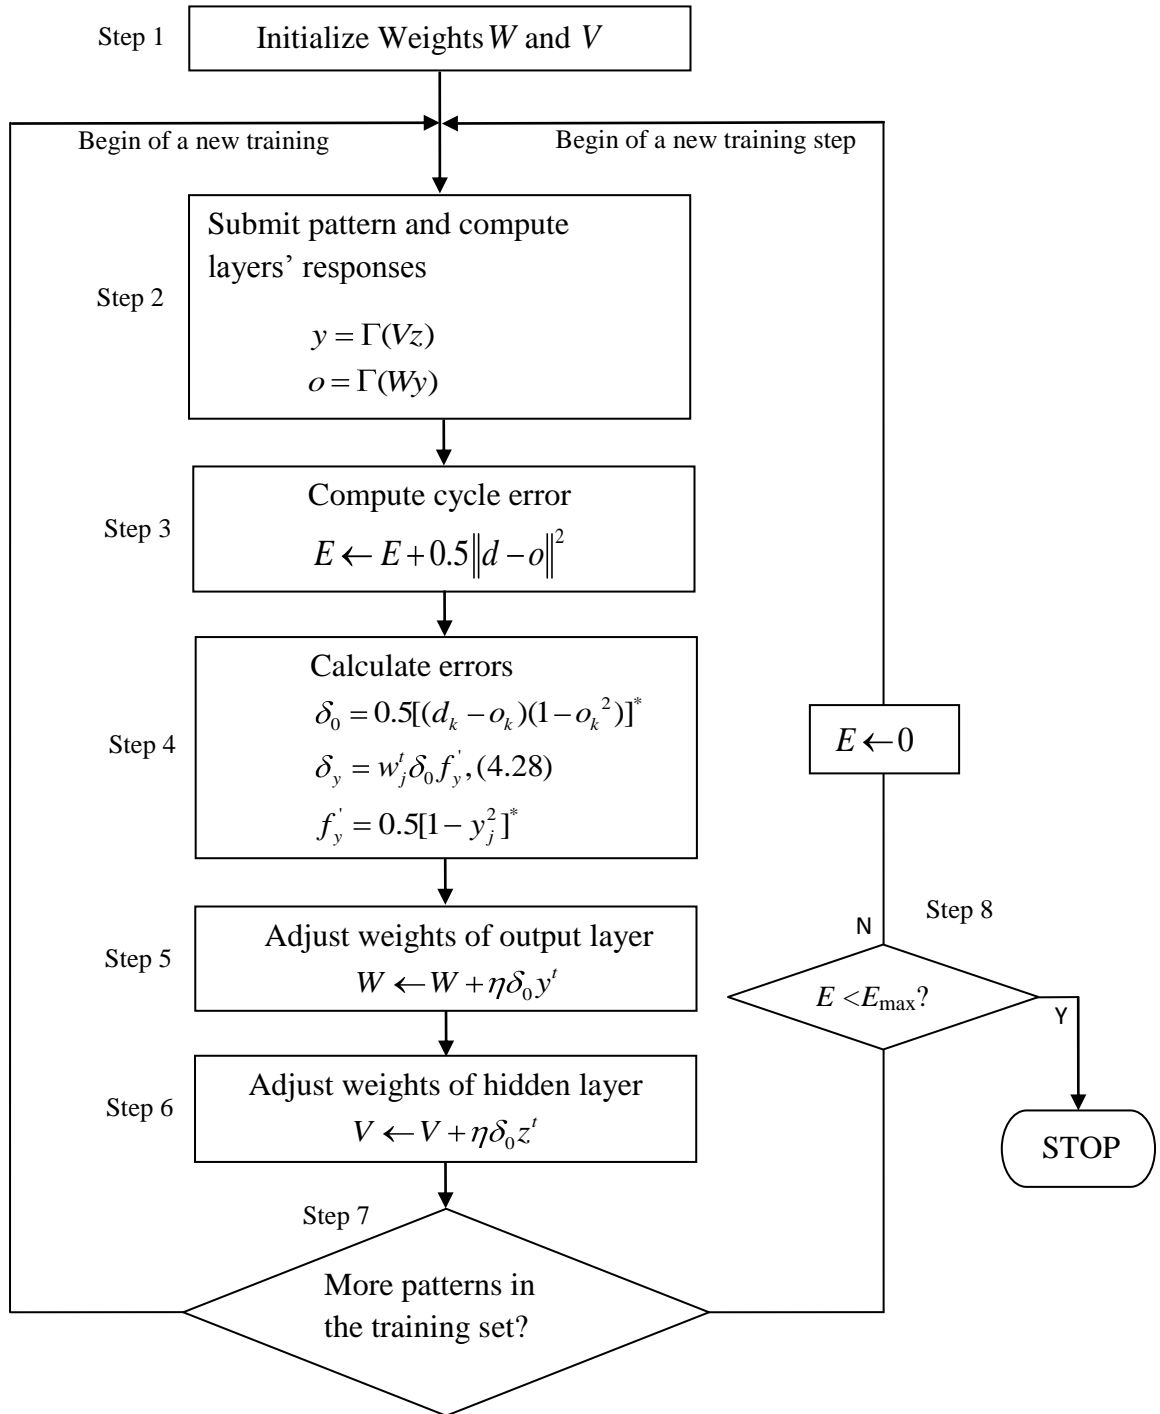 Step 1
Initialize Weights W and V
Begin of a new training
Begin of a new training step
Step 2
Submit pattern and compute
layers’ responses
y = Γ(Vz)
o = Γ(Wy)
Step 3
Compute cycle error
E ← E + 0.5‖d − o‖²
Step 4
Calculate errors
δ₀ = 0.5[(dₖ − oₖ)(1 − oₖ²)]*
δ_y = w_j^t δ₀ f_y^', (4.28)
f_y^' = 0.5[1 − y_j²]*
E ← 0
Step 5
Adjust weights of output layer
W ← W + ηδ₀y^t
Step 8
N
E < E_max?
Y
Step 6
Adjust weights of hidden layer
V ← V + ηδ₀z^t
STOP
Step 7
More patterns in
the training set?